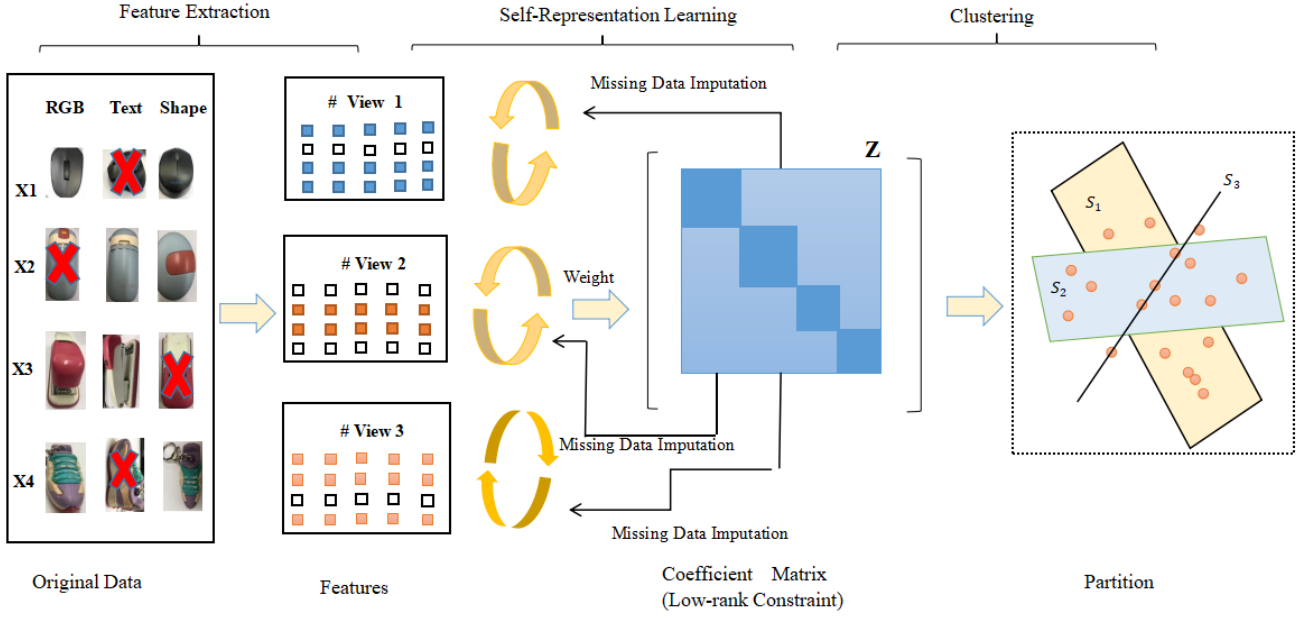 Feature Extraction
Self-Representation Learning
Clustering
RGB Text Shape
X1
X2
X3
X4
Original Data
# View 1
# View 2
# View 3
Features
Missing Data Imputation
Weight
Missing Data Imputation
Missing Data Imputation
Z
Coefficient Matrix
(Low-rank Constraint)
S1
S3
S2
Partition